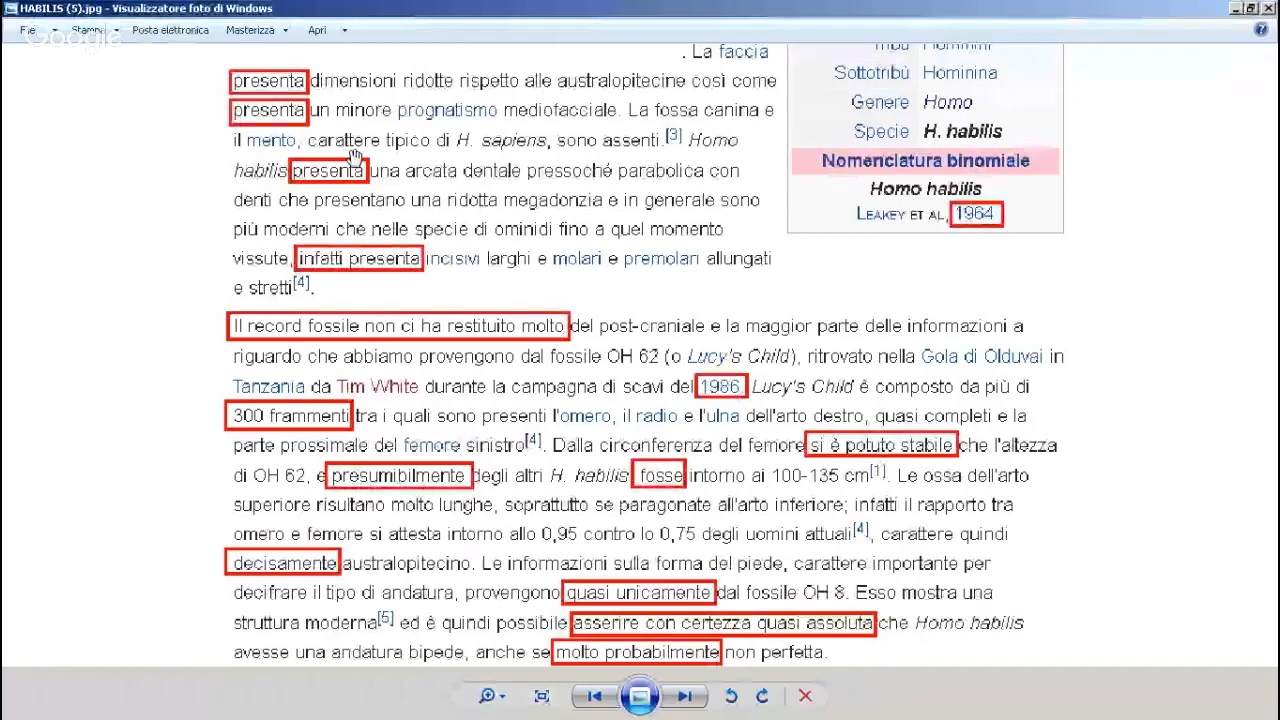 HABILIS (5).jpg - Visualizzatore foto di Windows
File Stampa Posta elettronica Masterizza Apri
Google
. La faccia
presenta dimensioni ridotte rispetto alle australopitecine così come
presenta un minore prognatismo mediofacciale. La fossa canina e
il mento, carattere tipico di H. sapiens, sono assenti.[3] Homo
habilis presenta una arcata dentale pressoché parabolica con
denti che presentano una ridotta megadonzia e in generale sono
più moderni che nelle specie di ominidi fino a quel momento
vissute, infatti presenta incisivi larghi e molari e premolari allungati
e stretti[4].
Tribù Hominini
Sottotribù Hominina
Genere Homo
Specie H. habilis
Nomenclatura binomiale
Homo habilis
LEAKEY ET AL, 1964
Il record fossile non ci ha restituito molto del post-craniale e la maggior parte delle informazioni a
riguardo che abbiamo provengono dal fossile OH 62 (o Lucy's Child), ritrovato nella Gola di Olduvai in
Tanzania da Tim White durante la campagna di scavi del 1986. Lucy's Child è composto da più di
300 frammenti tra i quali sono presenti l'omero, il radio e l'ulna dell'arto destro, quasi completi e la
parte prossimale del femore sinistro[4]. Dalla circonferenza del femore si è potuto stabile che l'altezza
di OH 62, e presumibilmente degli altri H. habilis fosse intorno ai 100-135 cm[1]. Le ossa dell'arto
superiore risultano molto lunghe, soprattutto se paragonate all'arto inferiore; infatti il rapporto tra
omero e femore si attesta intorno allo 0,95 contro lo 0,75 degli uomini attuali[4], carattere quindi
decisamente australopitecino. Le informazioni sulla forma del piede, carattere importante per
decifrare il tipo di andatura, provengono quasi unicamente dal fossile OH 8. Esso mostra una
struttura moderna[5] ed è quindi possibile asserire con certezza quasi assoluta che Homo habilis
avesse una andatura bipede, anche se molto probabilmente non perfetta.